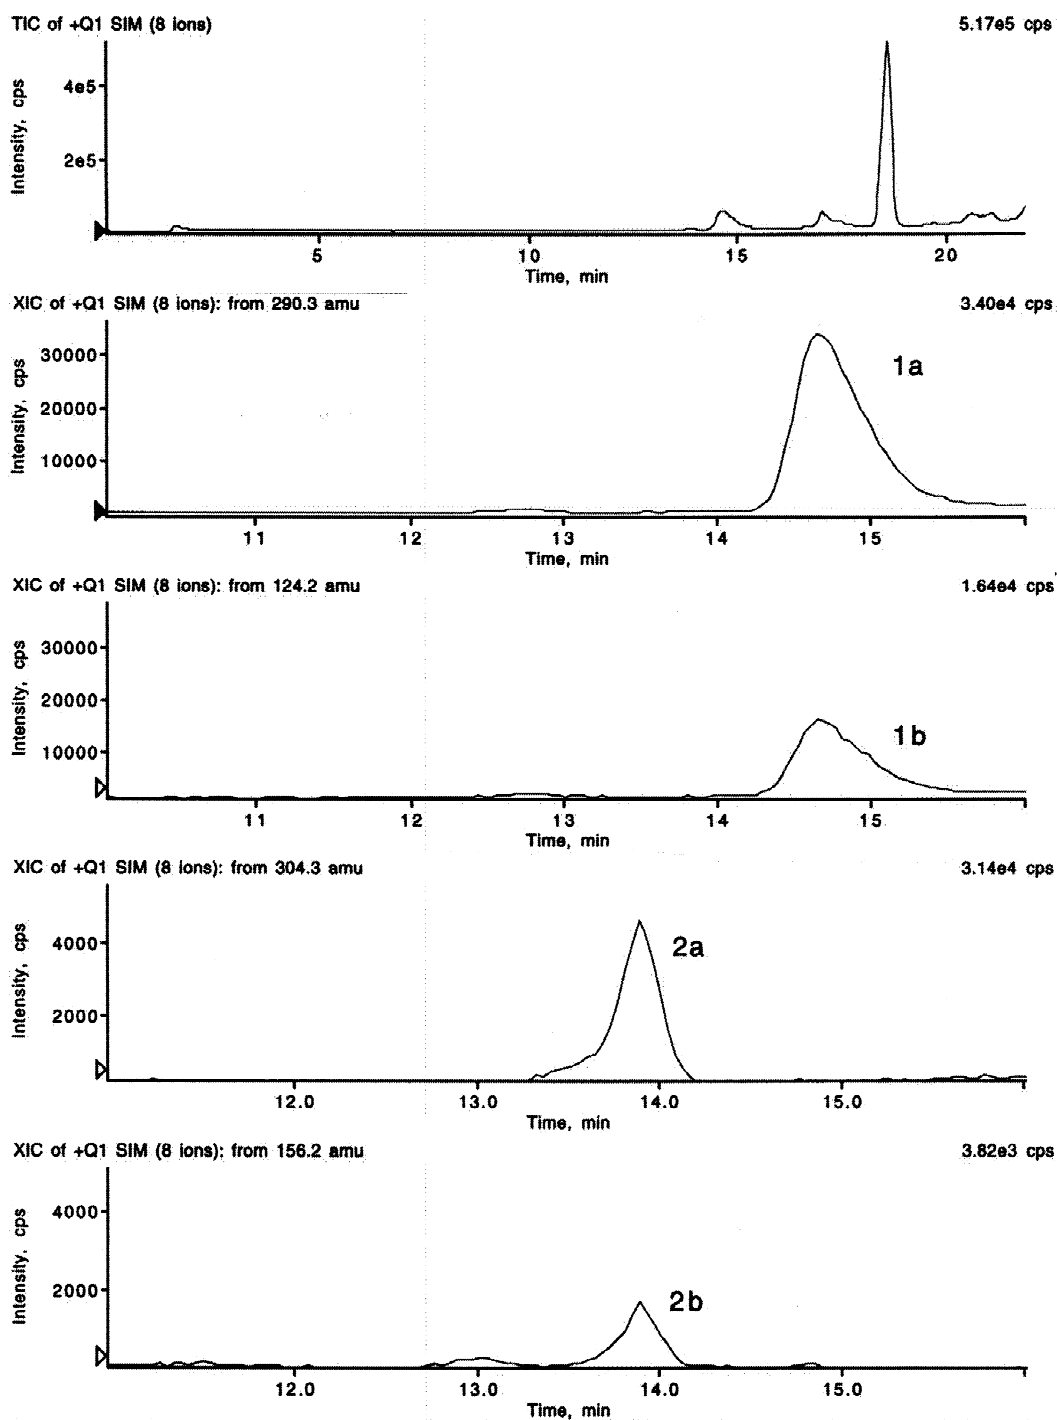 TIC of +Q1 SIM (8 ions) 5.17e5 cps
Intensity, cps
4e5
2e5
5 10 15 20
Time, min
XIC of +Q1 SIM (8 ions): from 290.3 amu 3.40e4 cps
Intensity, cps
30000
20000
10000
1a
11 12 13 14 15
Time, min
XIC of +Q1 SIM (8 ions): from 124.2 amu 1.64e4 cps
Intensity, cps
30000
20000
10000
1b
11 12 13 14 15
Time, min
XIC of +Q1 SIM (8 ions): from 304.3 amu 3.14e4 cps
Intensity, cps
4000
2000
2a
12.0 13.0 14.0 15.0
Time, min
XIC of +Q1 SIM (8 ions): from 156.2 amu 3.82e3 cps
Intensity, cps
4000
2000
2b
12.0 13.0 14.0 15.0
Time, min